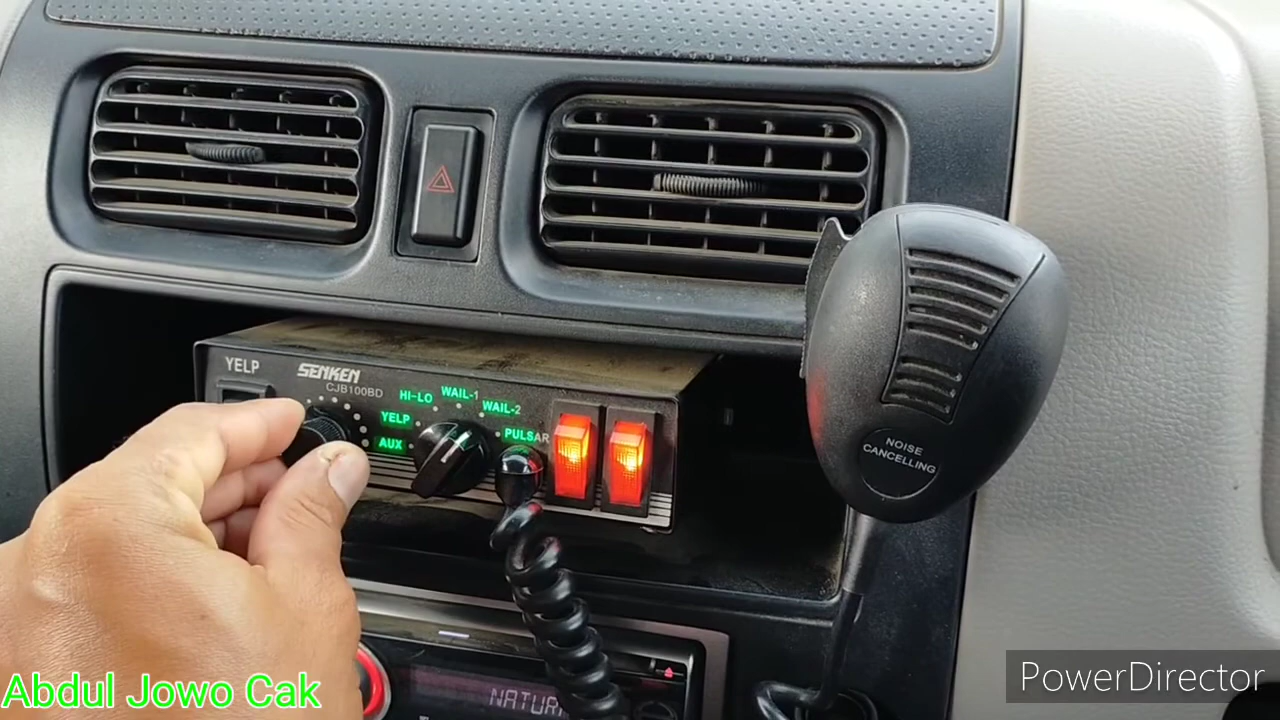 YELP
SENKEN
CJB100BD
HI-LO
WAIL-1
WAIL-2
YELP
PULSAR
AUX
NOISE
CANCELLING
NATUR
Abdul Jowo Cak
PowerDirector